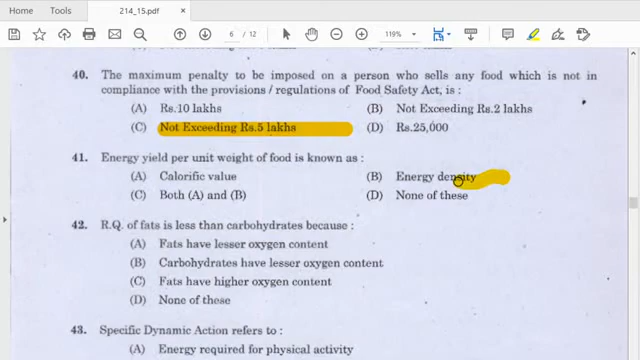 Home Tools 214_15.pdf ×
6 / 12 119%
40. The maximum penalty to be imposed on a person who sells any food which is not in
compliance with the provisions / regulations of Food Safety Act, is :
(A) Rs.10 lakhs (B) Not Exceeding Rs.2 lakhs
(C) Not Exceeding Rs.5 lakhs (D) Rs.25,000
41. Energy yield per unit weight of food is known as :
(A) Calorific value (B) Energy density
(C) Both (A) and (B) (D) None of these
42. R.Q. of fats is less than carbohydrates because :
(A) Fats have lesser oxygen content
(B) Carbohydrates have lesser oxygen content
(C) Fats have higher oxygen content
(D) None of these
43. Specific Dynamic Action refers to :
(A) Energy required for physical activity